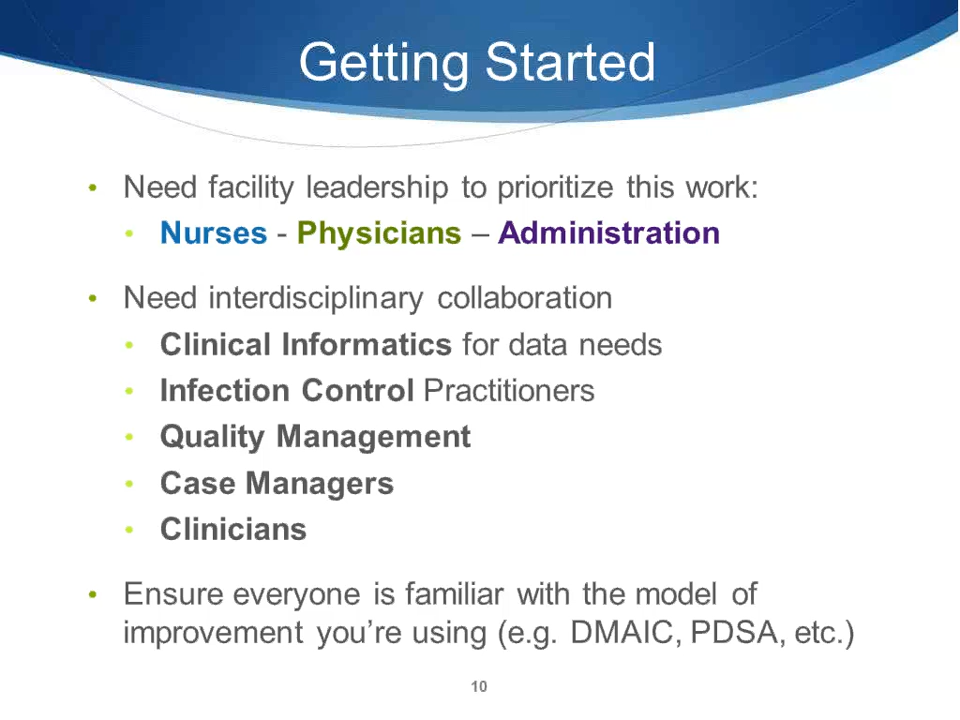 Getting Started
• Need facility leadership to prioritize this work:
• Nurses - Physicians – Administration
• Need interdisciplinary collaboration
• Clinical Informatics for data needs
• Infection Control Practitioners
• Quality Management
• Case Managers
• Clinicians
• Ensure everyone is familiar with the model of
improvement you’re using (e.g. DMAIC, PDSA, etc.)
10